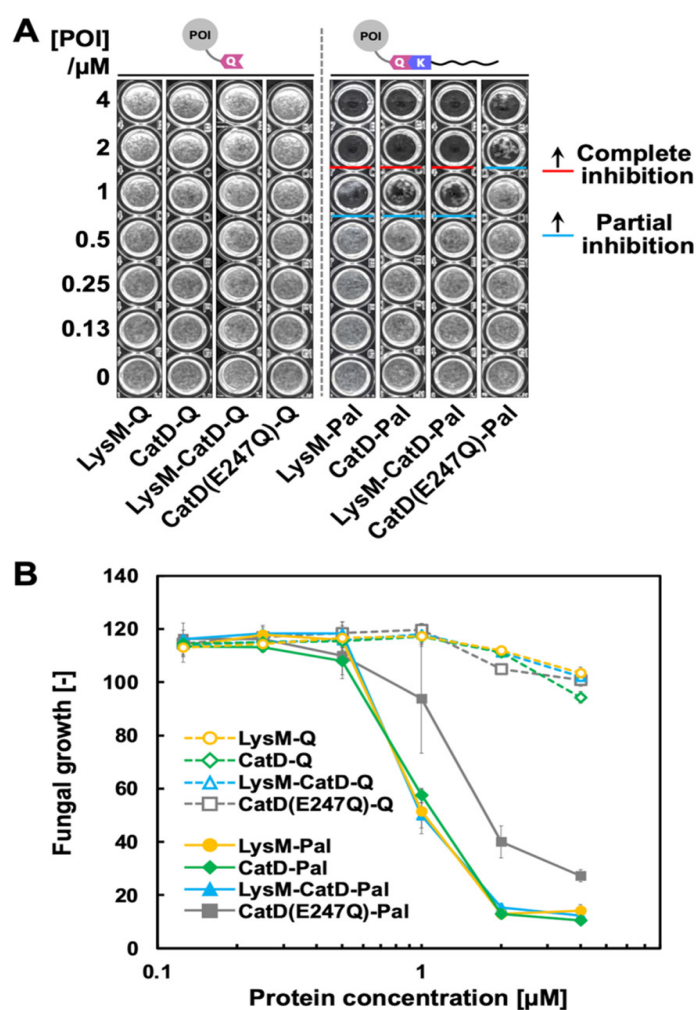 A
[POI]
/µM
POI
Q
POI
Q K
4
2
1
0.5
0.25
0.13
0
Complete
inhibition
Partial
inhibition
LysM-Q
CatD-Q
LysM-CatD-Q
CatD(E247Q)-Q
LysM-Pal
CatD-Pal
LysM-CatD-Pal
CatD(E247Q)-Pal
B
140
120
100
80
60
40
20
0
Fungal growth [-]
LysM-Q
CatD-Q
LysM-CatD-Q
CatD(E247Q)-Q
LysM-Pal
CatD-Pal
LysM-CatD-Pal
CatD(E247Q)-Pal
0.1
1
Protein concentration [µM]